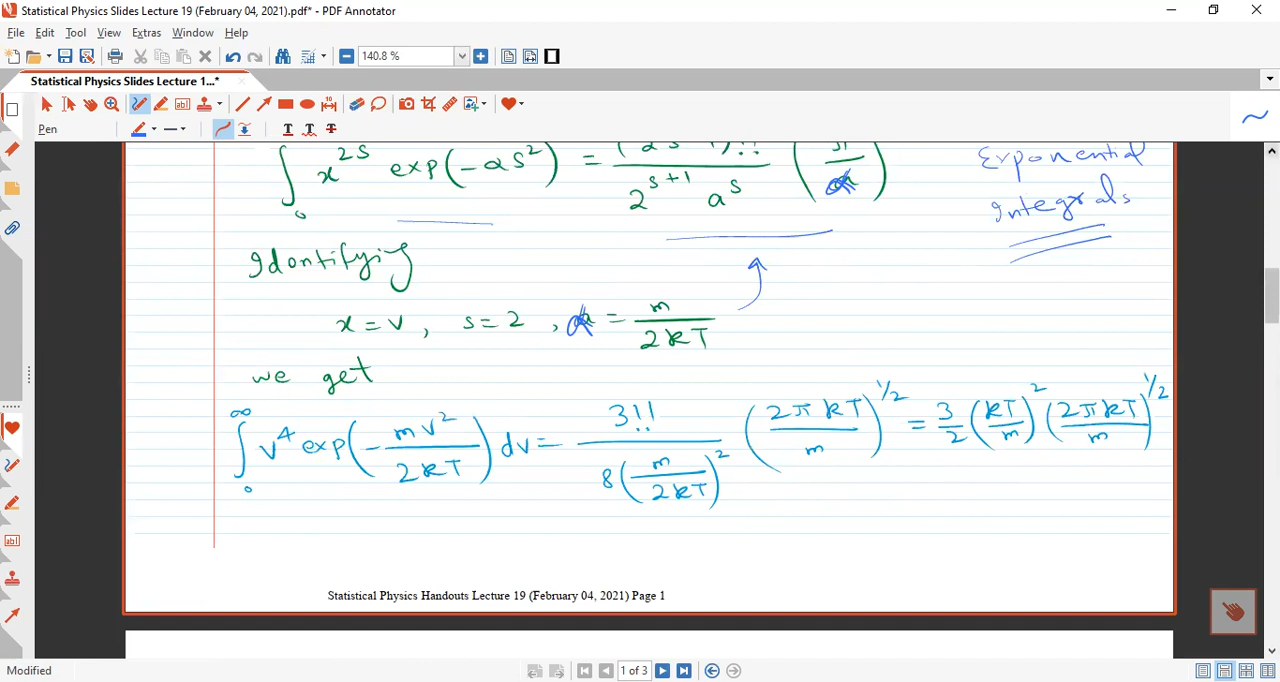 Statistical Physics Slides Lecture 19 (February 04, 2021).pdf* - PDF Annotator
File Edit Tool View Extras Window Help
140.8 %
Statistical Physics Slides Lecture 1...*
Pen
∫₀ x^{2s} exp(-αs²) = 2^{s+1} a^s
Exponential
Integrals
Identifying
x = v, s = 2, α = m/2kT
we get
∫₀^∞ v⁴ exp(-mv²/2kT) dv = 3!!/8(m/2kT)² (2πkT/m)^{1/2} = 3/2 (kT/m)² (2πkT/m)^{1/2}
Statistical Physics Handouts Lecture 19 (February 04, 2021) Page 1
Modified
1 of 3